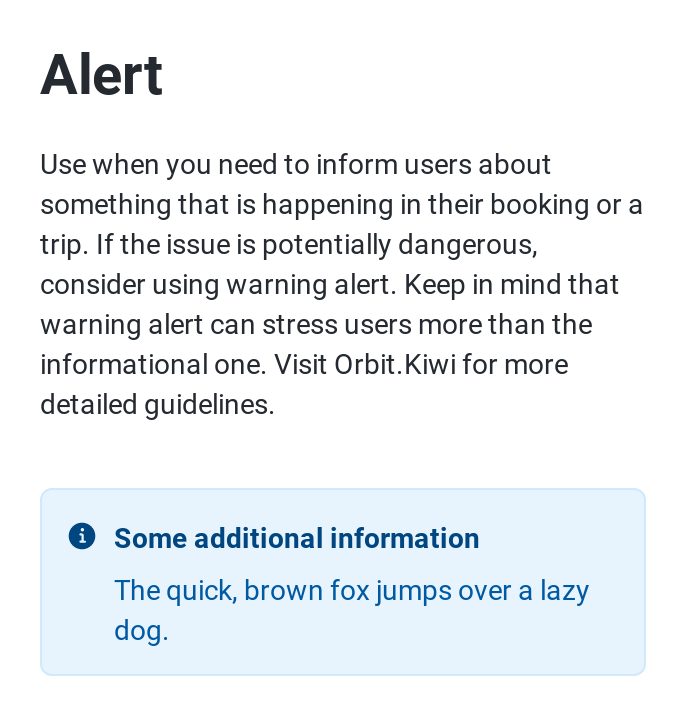 Alert
Use when you need to inform users about
something that is happening in their booking or a
trip. If the issue is potentially dangerous,
consider using warning alert. Keep in mind that
warning alert can stress users more than the
informational one. Visit Orbit.Kiwi for more
detailed guidelines.
Some additional information
The quick, brown fox jumps over a lazy
dog.